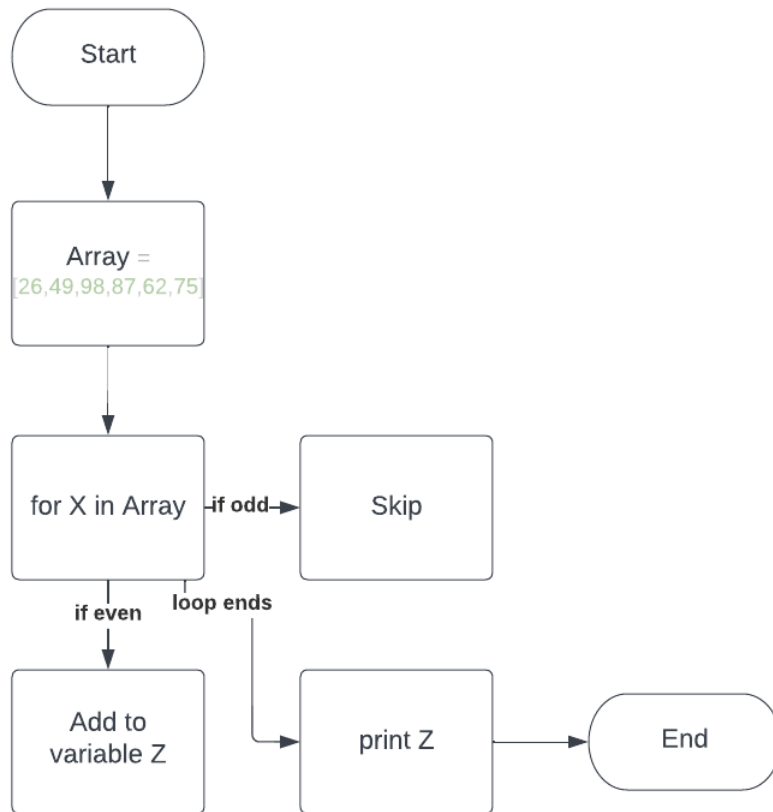 Start
Array =
[26,49,98,87,62,75]
for X in Array
if odd
Skip
if even
loop ends
Add to
variable Z
print Z
End